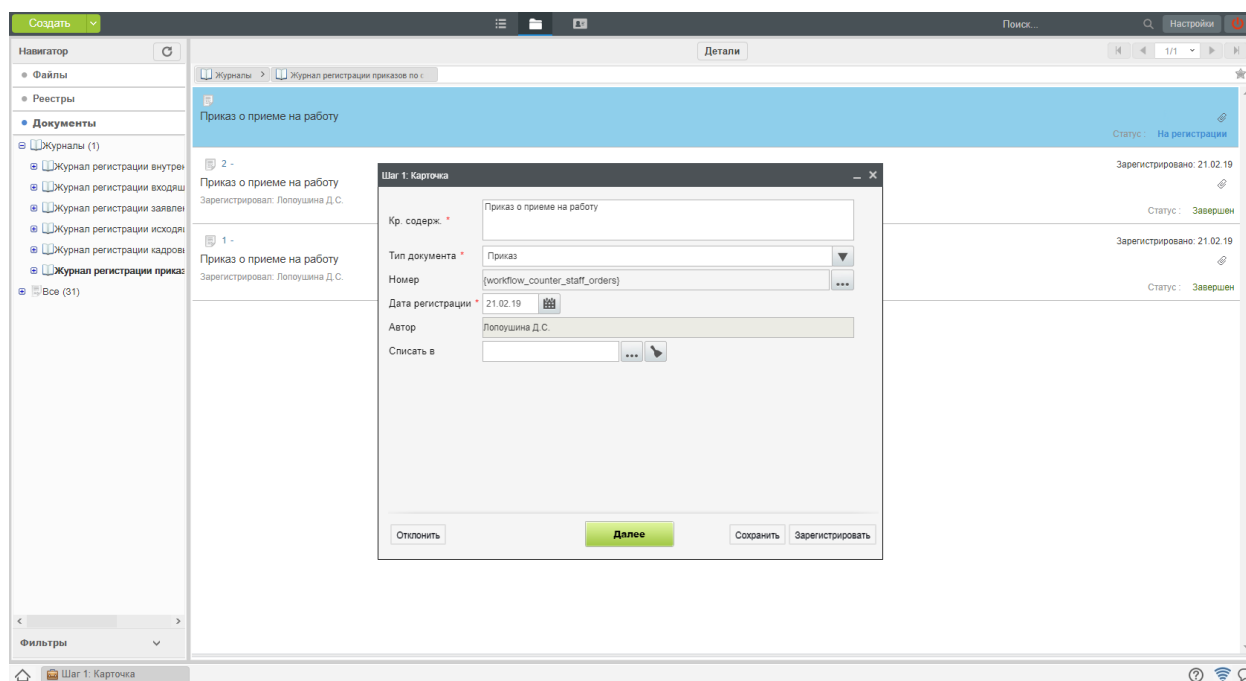 Создать
Поиск...
Настройки
Навигатор
Детали
1/1
Файлы
Журналы
Журнал регистрации приказов по с
Реестры
Документы
Журналы (1)
Журнал регистрации внутрен
Журнал регистрации входящ
Журнал регистрации заявлен
Журнал регистрации исходящ
Журнал регистрации кадровы
Журнал регистрации приказ
Все (31)
Приказ о приеме на работу
Статус : На регистрации
2 -
Зарегистрировано: 21.02.19
Приказ о приеме на работу
Зарегистрировал: Лопоушина Д.С.
Статус : Завершен
1 -
Зарегистрировано: 21.02.19
Приказ о приеме на работу
Зарегистрировал: Лопоушина Д.С.
Статус : Завершен
Шаг 1: Карточка
Кр. содерж. *
Приказ о приеме на работу
Тип документа * Приказ
Номер {workflow_counter_staff_orders}
Дата регистрации * 21.02.19
Автор Лопоушина Д.С.
Списать в
Отклонить
Далее
Сохранить
Зарегистрировать
Фильтры
Шаг 1: Карточка